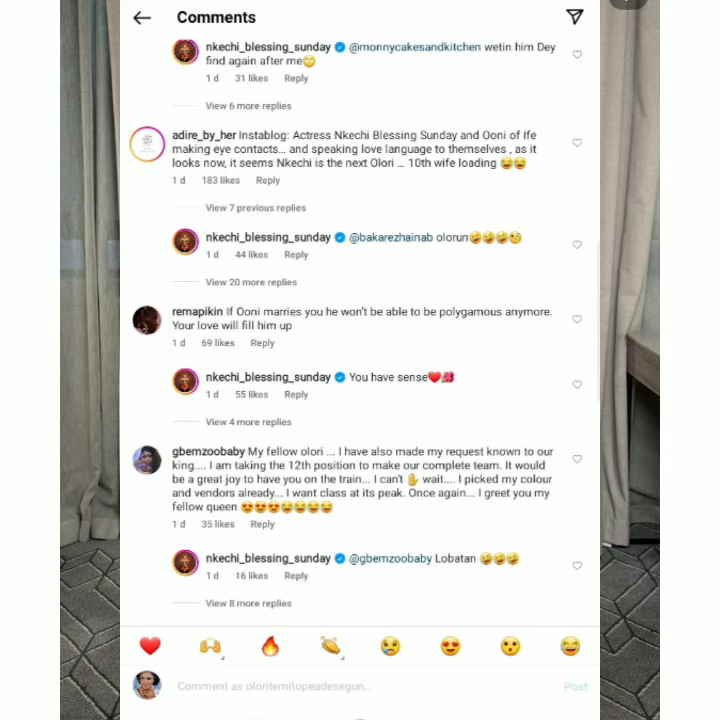 Comments
nkechi_blessing_sunday @monnycakesandkitchen wetin him Dey
find again after me🙄
1 d 31 likes Reply
View 6 more replies
adire_by_her Instablog: Actress Nkechi Blessing Sunday and Ooni of Ife
making eye contacts... and speaking love language to themselves , as it
looks now, it seems Nkechi is the next Olori ... 10th wife loading 😂😂
1 d 183 likes Reply
View 7 previous replies
nkechi_blessing_sunday @bakarezhainab olorun🤣🤣🤣🧐
1 d 44 likes Reply
View 20 more replies
remapikin If Ooni marries you he won't be able to be polygamous anymore.
Your love will fill him up
1 d 69 likes Reply
nkechi_blessing_sunday You have sense❤️💃
1 d 55 likes Reply
View 4 more replies
gbemzoobaby My fellow olori ... I have also made my request known to our
king.... I am taking the 12th position to make our complete team. It would
be a great joy to have you on the train... I can't ✋ wait.... I picked my colour
and vendors already... I want class at its peak. Once again... I greet you my
fellow queen 😍😍😍😂😂😂😂
1 d 35 likes Reply
nkechi_blessing_sunday @gbemzoobaby Lobatan 🤣🤣🤣
1 d 16 likes Reply
View 8 more replies
Comment as oloritemitopeadesegun...
Post